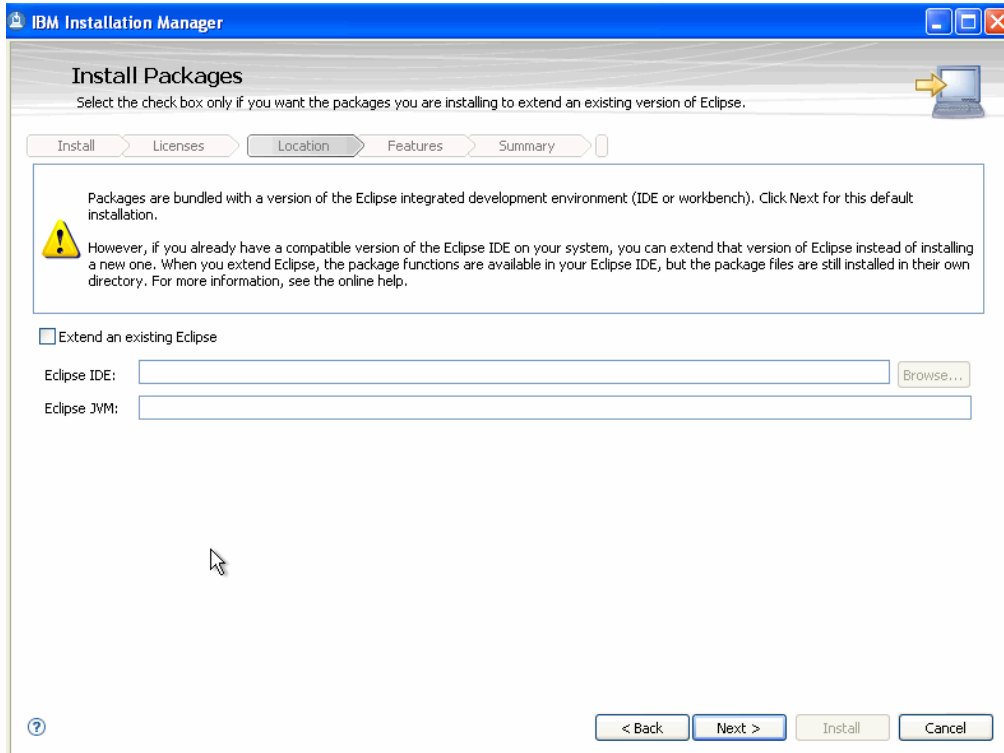 IBM Installation Manager
Install Packages
Select the check box only if you want the packages you are installing to extend an existing version of Eclipse.
Install Licenses Location Features Summary
Packages are bundled with a version of the Eclipse integrated development environment (IDE or workbench). Click Next for this default
installation.
However, if you already have a compatible version of the Eclipse IDE on your system, you can extend that version of Eclipse instead of installing
a new one. When you extend Eclipse, the package functions are available in your Eclipse IDE, but the package files are still installed in their own
directory. For more information, see the online help.
Extend an existing Eclipse
Eclipse IDE: Browse...
Eclipse JVM:
? < Back Next > Install Cancel